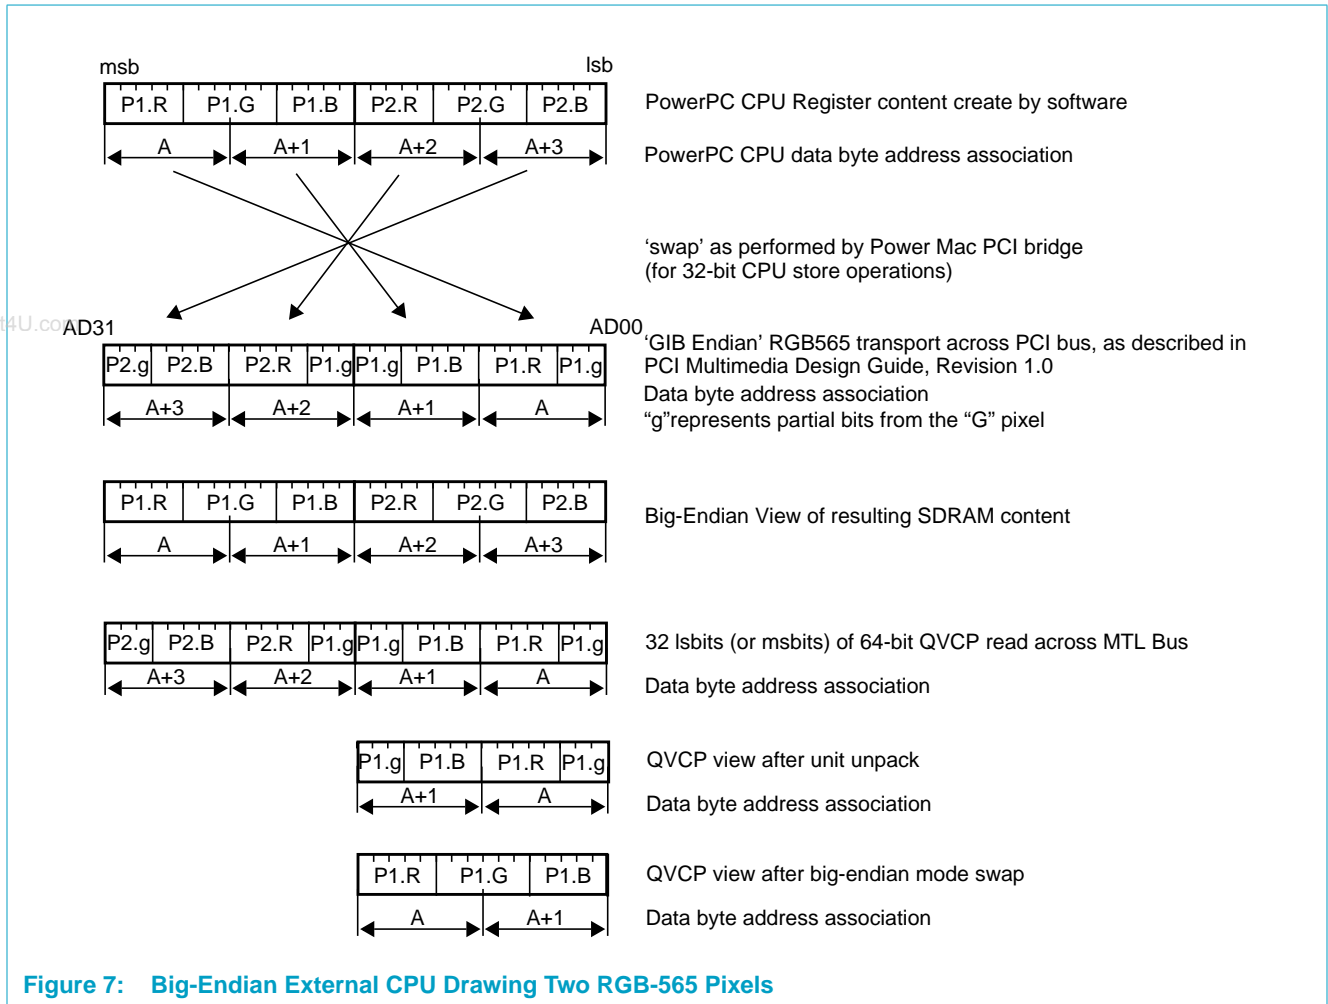 msb lsb
P1.R P1.G P1.B P2.R P2.G P2.B PowerPC CPU Register content create by software
A A+1 A+2 A+3 PowerPC CPU data byte address association
‘swap’ as performed by Power Mac PCI bridge
(for 32-bit CPU store operations)
t4U.com
AD31 AD00
P2.g P2.B P2.R P1.g P1.g P1.B P1.R P1.g ‘GIB Endian’ RGB565 transport across PCI bus, as described in
PCI Multimedia Design Guide, Revision 1.0
A+3 A+2 A+1 A Data byte address association
“g”represents partial bits from the “G” pixel
P1.R P1.G P1.B P2.R P2.G P2.B Big-Endian View of resulting SDRAM content
A A+1 A+2 A+3
P2.g P2.B P2.R P1.g P1.g P1.B P1.R P1.g 32 lsbits (or msbits) of 64-bit QVCP read across MTL Bus
A+3 A+2 A+1 A Data byte address association
P1.g P1.B P1.R P1.g QVCP view after unit unpack
A+1 A Data byte address association
P1.R P1.G P1.B QVCP view after big-endian mode swap
A A+1 Data byte address association
Figure 7: Big-Endian External CPU Drawing Two RGB-565 Pixels